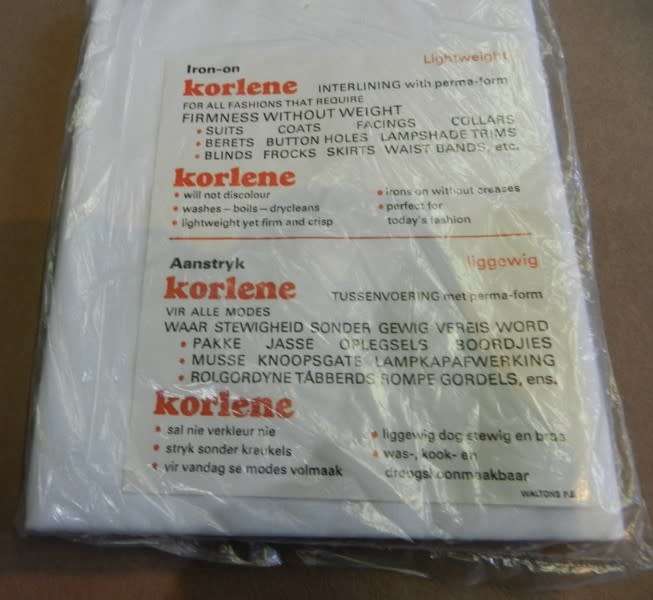 Iron-on Lightweight
korlene INTERLINING with perma-form
FOR ALL FASHIONS THAT REQUIRE
FIRMNESS WITHOUT WEIGHT
• SUITS COATS FACINGS COLLARS
• BERETS BUTTON HOLES LAMPSHADE TRIMS
• BLINDS FROCKS SKIRTS WAIST BANDS, etc.
korlene
• will not discolour
• washes – boils – drycleans
• lightweight yet firm and crisp
• irons on without creases
• perfect for
today's fashion
Aanstryk liggewig
korlene TUSSENVOERING met perma-form
VIR ALLE MODES
WAAR STEWIGHEID SONDER GEWIG VEREIS WORD
• PAKKE JASSE OPLEGSELS BOORDJIES
• MUSSE KNOOPSGATE LAMPKAPAFWERKING
• ROLGORDYNE TABBERDS ROMPE GORDELS, ens.
korlene
• sal nie verkleur nie
• stryk sonder kreukels
• vir vandag se modes volmaak
• liggewig dog stewig en
• was-, kook- en
droogskoonmaakbaar
WALTONS P.E.